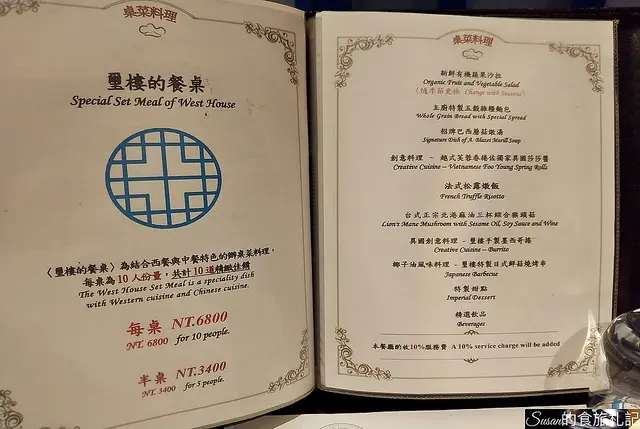 桌菜料理
璽樓的餐桌
Special Set Meal of West House
〈璽樓的餐桌〉為結合西餐與中餐特色的辦桌菜料理，
每桌為10人份量，共計10道精緻佳餚
The West House Set Meal is a speciality dish
with Western cuisine and Chinese cuisine.
每桌 NT.6800
NT. 6800 for 10 people.
半桌 NT.3400
NT. 3400 for 5 people.
桌菜料理
新鮮有機蔬果沙拉
Organic Fruit and Vegetable Salad
（隨季節更換 Change with Seasons）
主廚特製五穀雜糧麵包
Whole Grain Bread with Special Spread
招牌巴西蘑菇燉湯
Signature Dish of A. Blazei Murill Soup
創意料理 - 越式芙蓉春捲佐獨家異國莎莎醬
Creative Cuisine – Vietnamese Foo Young Spring Rolls
法式松露燉飯
French Truffle Risotto
台式正宗北港麻油三杯綜合猴頭菇
Lion's Mane Mushroom with Sesame Oil, Soy Sauce and Wine
異國創意料理 - 璽樓手製墨西哥捲
Creative Cuisine – Burrito
椰子油風味料理 - 璽樓特製日式鮮菇燒烤串
Japanese Barbecue
特製甜點
Imperial Dessert
精選飲品
Beverages
本餐廳酌收10%服務費 A 10% service charge will be added
Susan的食旅札記